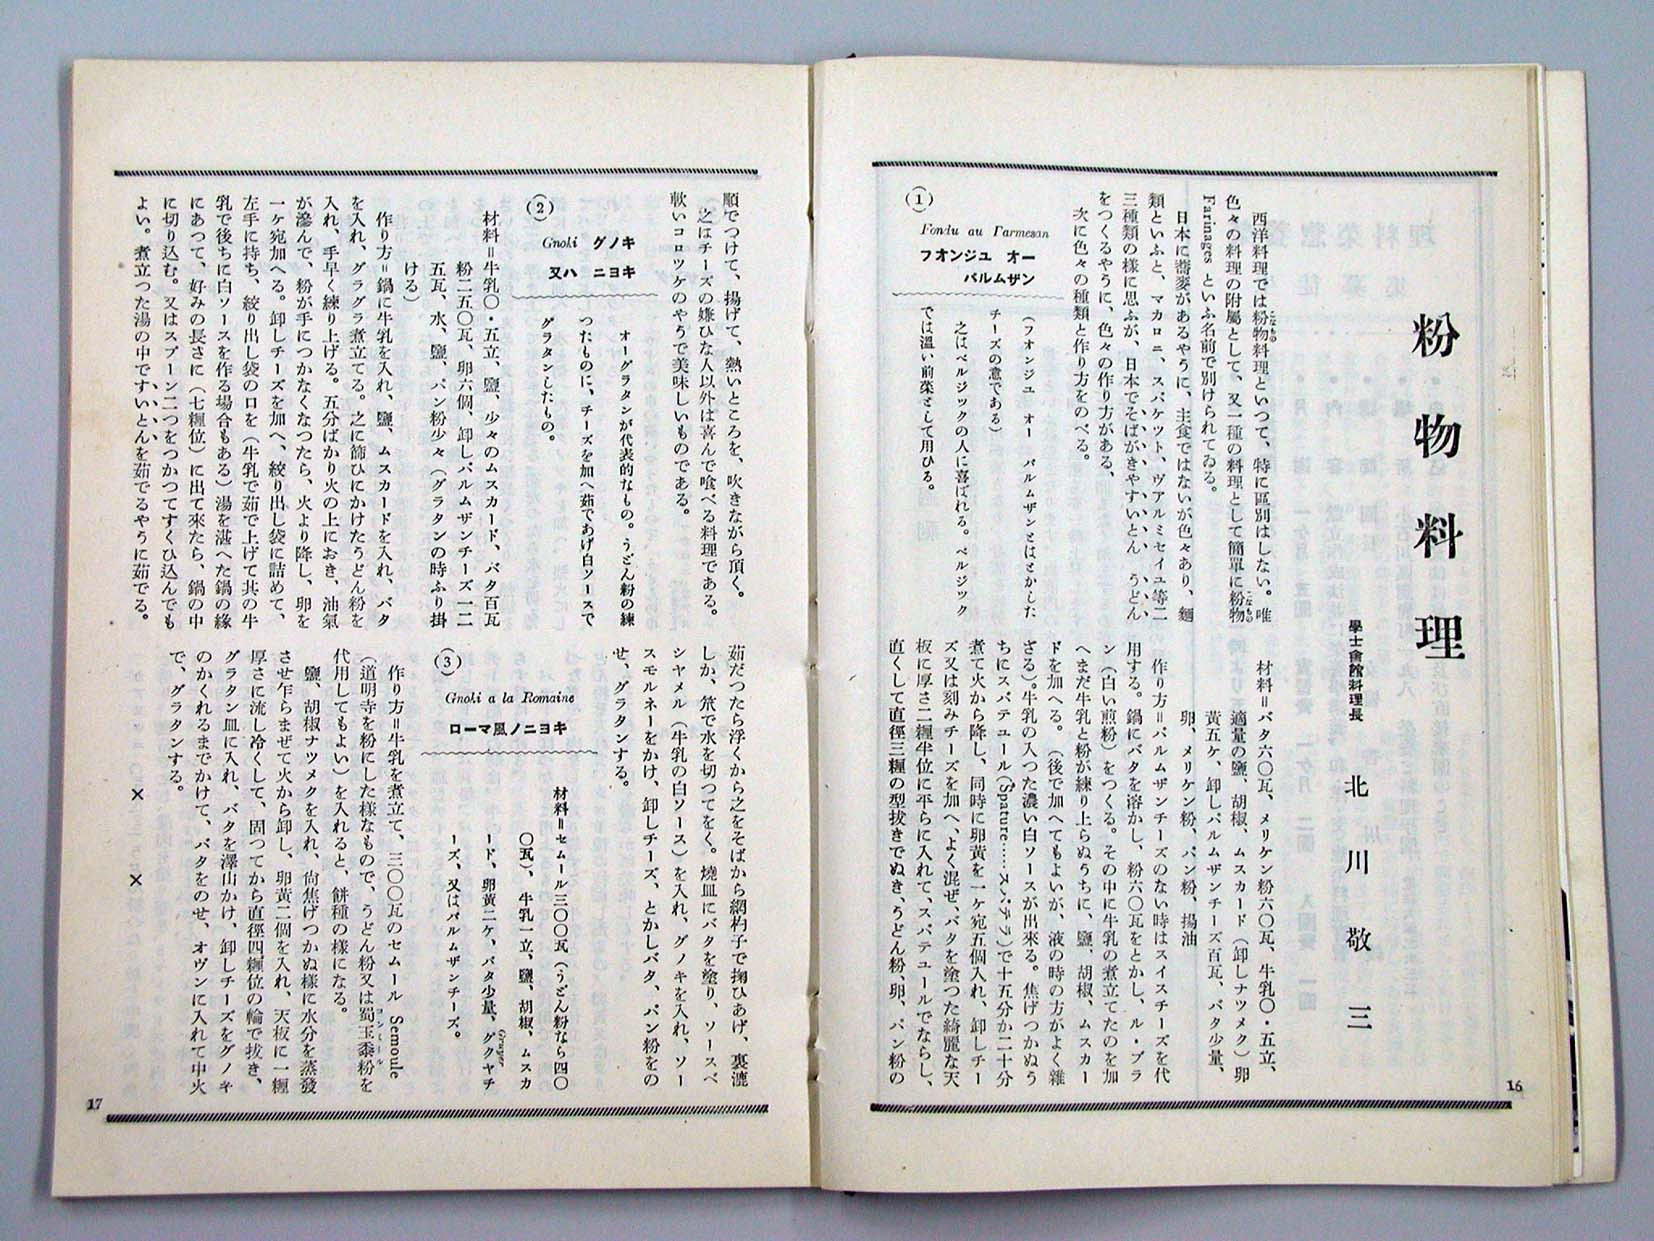 粉物料理
學士會館料理長 北川敬三
西洋料理では粉物料理といつて、特に區別はしない。唯
色々の料理の附屬として、又一種の料理として簡單に粉物
Farinages といふ名前で別けられてゐる。
日本に蕎麥があるやうに、主食ではないが色々あり、麵
類といふと、マカロニ、スパケツト、ヴアルミセイユ等二
三種類の樣に思ふが、日本でそばがきやすいとん、うどん
をつくるやうに、色々の作り方がある、
次に色々の種類と作り方をのべる。
(1)
Fondu au Parmesan
フオンジユ オー
パルムザン
(フオンジユ オー パルムザンとはとかした
チーズの意である)
之はベルジツクの人に喜ばれる。ベルジツク
では溫い前菜として用ひる。
材料=バタ六〇瓦、メリケン粉六〇瓦、牛乳〇・五立、
適量の鹽、胡椒、ムスカード(卸しナツメク)卵
黃五ケ、卸しパルムザンチーズ百瓦、バタ少量、
卵、メリケン粉、パン粉、揚油
作り方=パルムザンチーズのない時はスイスチーズを代
用する。鍋にバタを溶かし、粉六〇瓦をとかし、ル・ブラ
ン(白い煎粉)をつくる。その中に牛乳の煮立てたのを加
へまだ牛乳と粉が練り上らぬうちに、鹽、胡椒、ムスカー
ドを加へる。(後で加へてもよいが、液の時の方がよく雜
ざる)。牛乳の入つた濃い白ソースが出來る。焦げつかぬう
ちにスパテュール(Spature……スパテラ)で十五分か二十分
煮て火から降し、同時に卵黃を一ケ宛五個入れ、卸しチー
ズ又は刻みチーズを加へ、よく混ぜ、バタを塗つた綺麗な天
板に厚さ二糎半位に平らに入れて、スパテュールでならし、
直くして直徑三糎の型拔きでぬき、うどん粉、卵、パン粉の
16
順でつけて、揚げて、熱いところを、吹きながら頂く。
之はチーズの嫌ひな人以外は喜んで喰べる料理である。
軟いコロツケのやうで美味しいものである。
(2)
Gnoki グノキ
又ハ ニヨキ
オーグラタンが代表的なもの。うどん粉の練
つたものに、チーズを加へ茹であげ白ソースで
グラタンしたもの。
材料=牛乳〇・五立、鹽、少々のムスカード、バタ百瓦
粉二五〇瓦、卵六個、卸しパルムザンチーズ一二
五瓦、水、鹽、パン粉少々(グラタンの時ふり掛
ける)
作り方=鍋に牛乳を入れ、鹽、ムスカードを入れ、バタ
を入れ、グラグラ煮立てる。之に篩ひにかけたうどん粉を
入れ、手早く練り上げる。五分ばかり火の上におき、油氣
が滲んで、粉が手につかなくなつたら、火より降し、卵を
一ケ宛加へる。卸しチーズを加へ、絞り出し袋に詰めて、
左手に持ち、絞り出し袋の口を(牛乳で茹で上げて其の牛
乳で後ちに白ソースを作る場合もある)湯を湛へた鍋の緣
にあつて、好みの長さに(七糎位)に出て來たら、鍋の中
に切り込む。又はスプーン二つをつかつてすくひ込んでも
よい。煮立つた湯の中ですいとんを茹でるやうに茹でる。
茹だつたら浮くから之をそばから網杓子で掬ひあげ、裏漉
しか、笊で水を切つてをく。燒皿にバタを塗り、ソースベ
シヤメル(牛乳の白ソース)を入れ、グノキを入れ、ソー
スモルネーをかけ、卸しチーズ、とかしバタ、パン粉をの
せ、グラタンする。
(3)
Gnoki a la Romaine
ローマ風ノニヨキ
材料=セムール三〇〇瓦(うどん粉なら四〇
〇瓦)、牛乳一立、鹽、胡椒、ムスカ
ード、卵黃二ケ、バタ少量、グクヤチ
ーズ、又はパルムザンチーズ。
作り方=牛乳を煮立て、三〇〇瓦のセムール Semoule
(道明寺を粉にした樣なもので、うどん粉又は蜀玉黍粉を
代用してもよい)を入れると、餅種の樣になる。
鹽、胡椒ナツメクを入れ、尙焦げつかぬ樣に水分を蒸發
させ乍らまぜて火から卸し、卵黃二個を入れ、天板に一糎
厚さに流し冷くして、固つてから直徑四糎位の輪で拔き、
グラタン皿に入れ、バタを澤山かけ、卸しチーズをグノキ
のかくれるまでかけて、バタをのせ、オヴンに入れて中火
で、グラタンする。
× ×
17